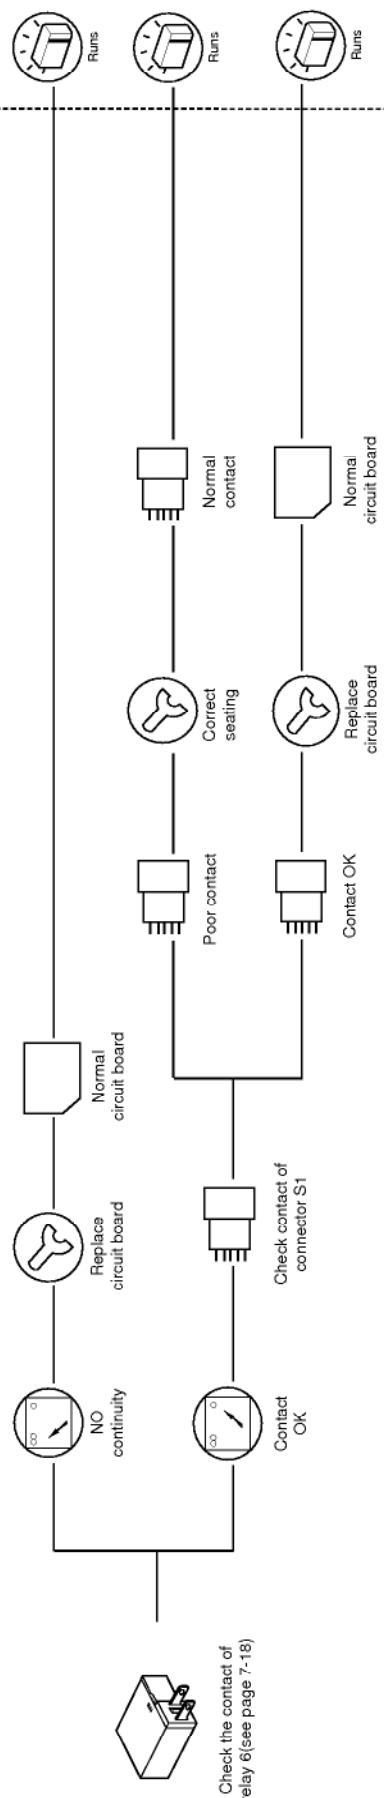 Check the contact of
relay 6(see page 7-18)
NO
continuity
Replace
circuit board
Normal
circuit board
Runs
Contact
OK
Check contact of
connector S1
Poor contact
Correct
seating
Normal
contact
Runs
Contact OK
Replace
circuit board
Normal
circuit board
Runs